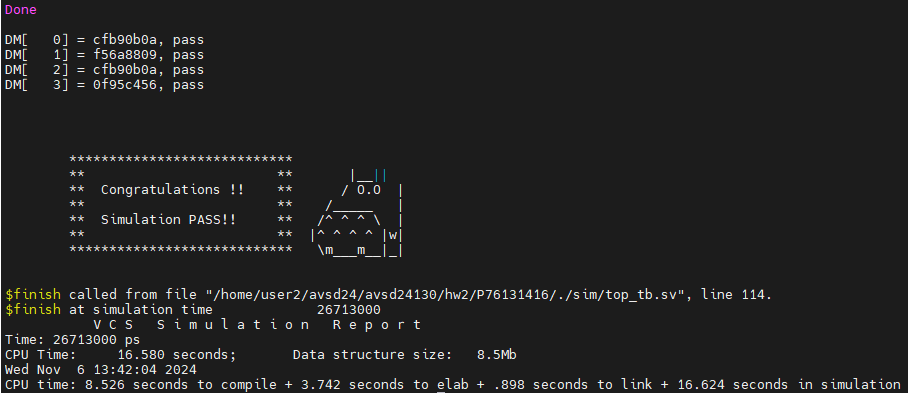 Done
DM[   0] = cfb90b0a, pass
DM[   1] = f56a8809, pass
DM[   2] = cfb90b0a, pass
DM[   3] = 0f95c456, pass
        ****************************
        **                        **       |__||
        **  Congratulations !!    **      / O.O  |
        **                        **    /_____   |
        **  Simulation PASS!!     **   /^ ^ ^ \  |
        **                        **  |^ ^ ^ ^ |w|
        ****************************   \m___m__|_|
$finish called from file "/home/user2/avsd24/avsd24130/hw2/P76131416/./sim/top_tb.sv", line 114.
$finish at simulation time             26713000
           V C S   S i m u l a t i o n   R e p o r t
Time: 26713000 ps
CPU Time:     16.580 seconds;       Data structure size:   8.5Mb
Wed Nov  6 13:42:04 2024
CPU time: 8.526 seconds to compile + 3.742 seconds to elab + .898 seconds to link + 16.624 seconds in simulation